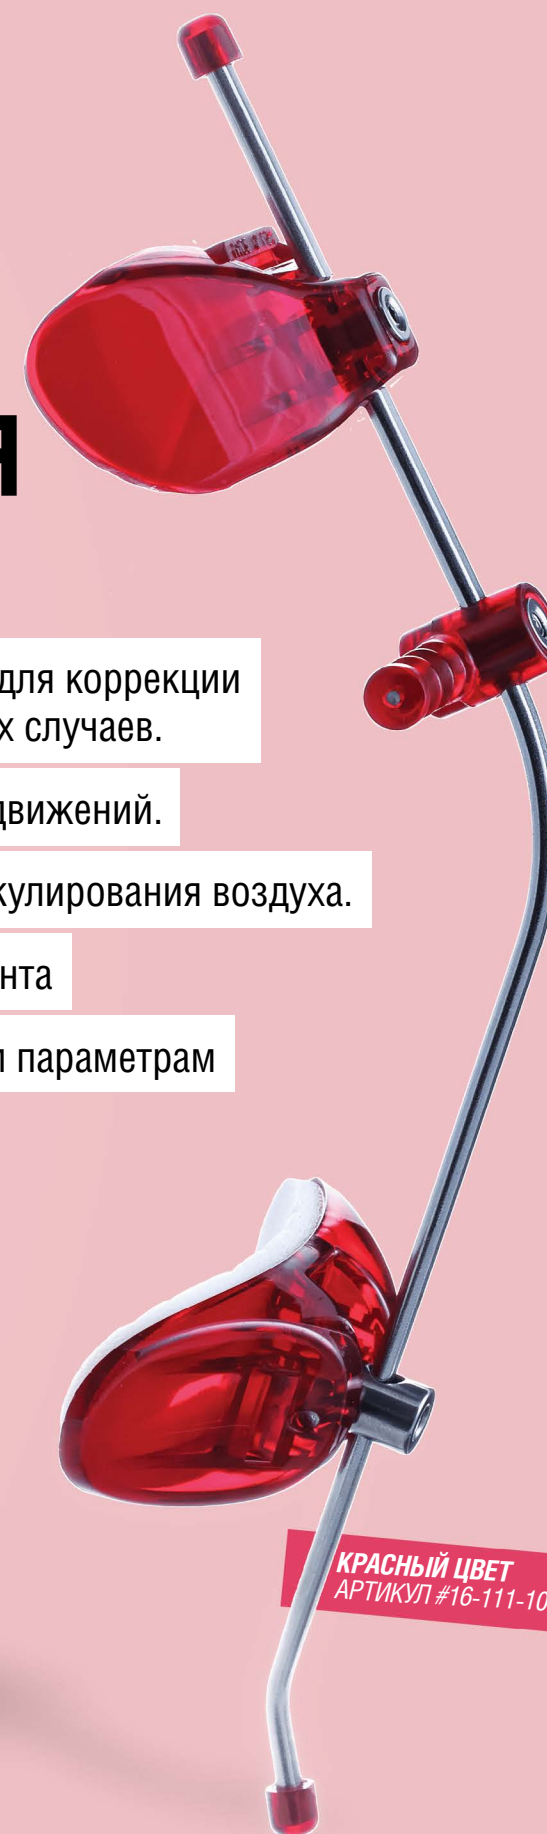 Я
для коррекции
х случаев.
движений.
кулирования воздуха.
нта
и параметрам
КРАСНЫЙ ЦВЕТ
АРТИКУЛ #16-111-10